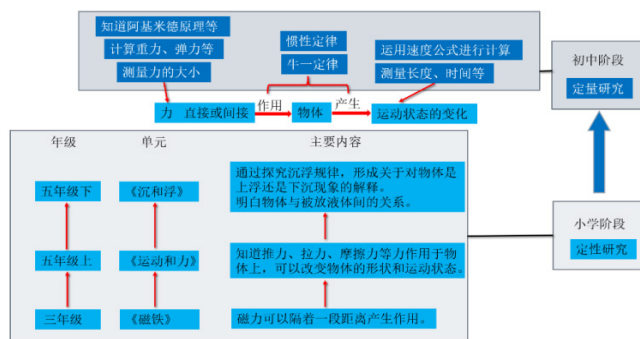 知道阿基米德原理等
计算重力、弹力等
测量力的大小
惯性定律
牛一定律
运用速度公式进行计算
测量长度、时间等
初中阶段
定量研究
力 直接或间接
作用
物体
产生
运动状态的变化
年级
单元
主要内容
五年级下
《沉和浮》
通过探究沉浮规律，形成关于对物体是
上浮还是下沉现象的解释。
明白物体与被放液体间的关系。
小学阶段
定性研究
五年级上
《运动和力》
知道推力、拉力、摩擦力等力作用于物
体上，可以改变物体的形状和运动状态。
三年级
《磁铁》
磁力可以隔着一段距离产生作用。